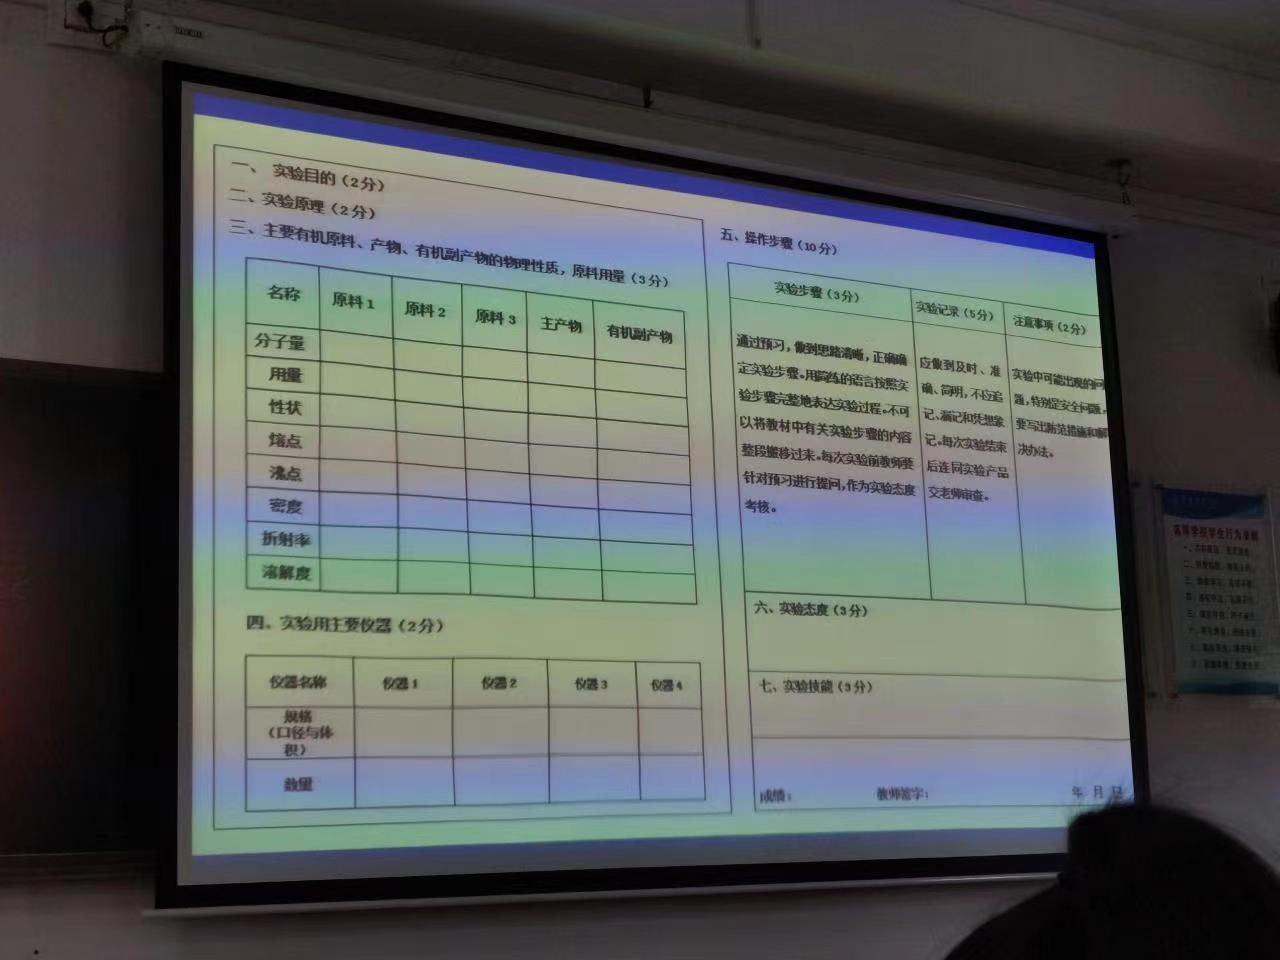 一、 实验目的（2分）
二、实验原理（2分）
三、主要有机原料、产物、有机副产物的物理性质，原料用量（3分）
名称 原料1 原料2 原料3 主产物 有机副产物
分子量
用量
性状
熔点
沸点
密度
折射率
溶解度
四、实验用主要仪器（2分）
仪器名称 仪器1 仪器2 仪器3 仪器4
规格
（口径与体
积）
数量
五、操作步骤（10分）
实验步骤（3分） 实验记录（5分） 注意事项（2分）
通过预习，做到思路清晰，正确确
定实验步骤。用简练的语言按照实
验步骤完整地表达实验过程。不可
以将教材中有关实验步骤的内容
整段搬移过来。每次实验前教师要
针对预习进行提问，作为实验态度
考核。
应做到及时、准
确、简明，不应追
记、漏记和凭想象
记。每次实验结束
后连同实验产品
交老师审查。
实验中可能出现的问
题，特别是安全问题，
要写出防范措施和解
决办法。
六、实验态度（3分）
七、实验技能（3分）
成绩： 教师签字： 年 月 日
高等学校学生行为准则